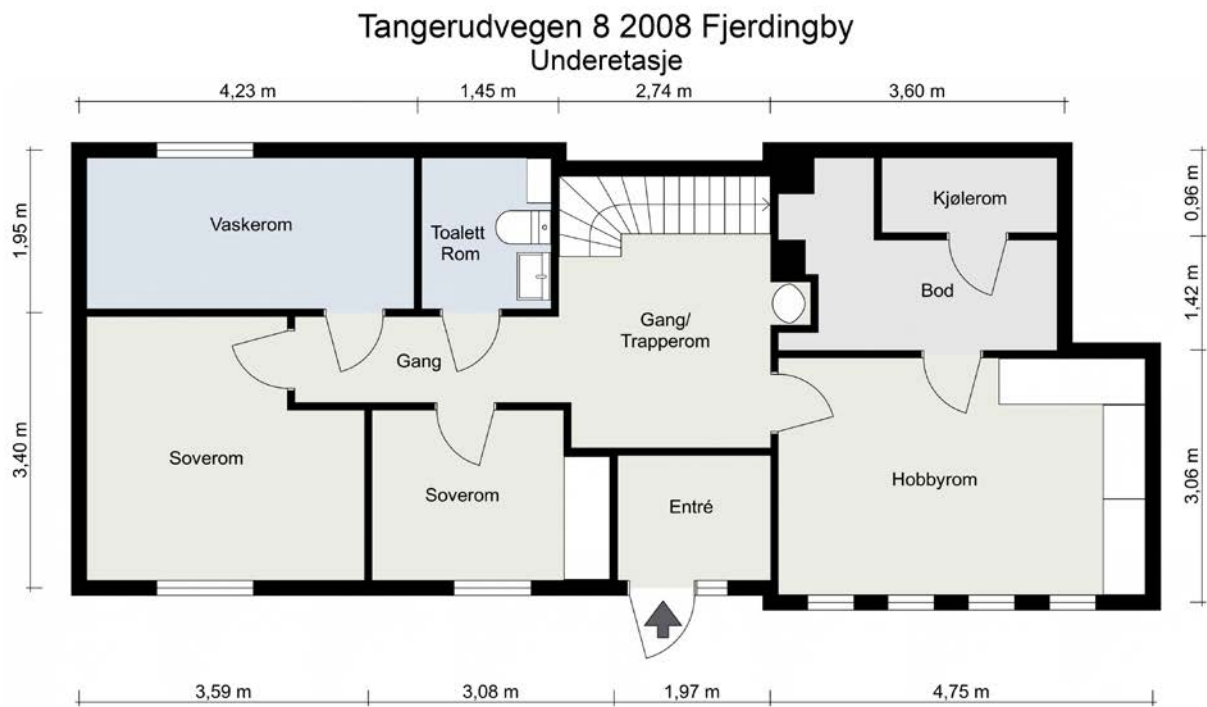 Tangerudvegen 8 2008 Fjerdingby
Underetasje
4,23 m
1,45 m
2,74 m
3,60 m
1,95 m
3,40 m
Vaskerom
Toalett
Rom
Kjølerom
Bod
Gang/
Trapperom
Gang
Soverom
Soverom
Entré
Hobbyrom
0,96 m
1,42 m
3,06 m
3,59 m
3,08 m
1,97 m
4,75 m